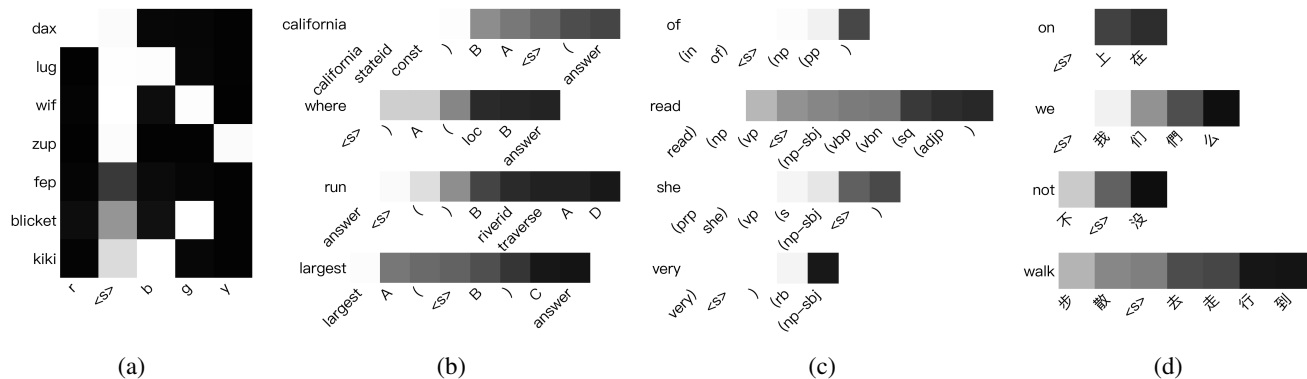 dax
lug
wif
zup
fep
blicket
kiki
r <s> b g y
(a)
california
california stateid const ) B A <s> ( answer
where
<s> ) A ( loc B answer
run
answer <s> ( ) B riverid traverse A D
largest
largest A ( <s> B ) C answer
(b)
of
(in of) <s> (np (pp )
read
read) (np (vp <s> (np-sbj (vbp (vbn (sq (adjp )
she
(prp she) (vp (s (np-sbj <s> )
very
very) <s> ) (rb (np-sbj
(c)
on
<s> 上 在
we
<s> 我 们 們 么
not
不 <s> 没
walk
步 散 <s> 去 走 行 到
(d)